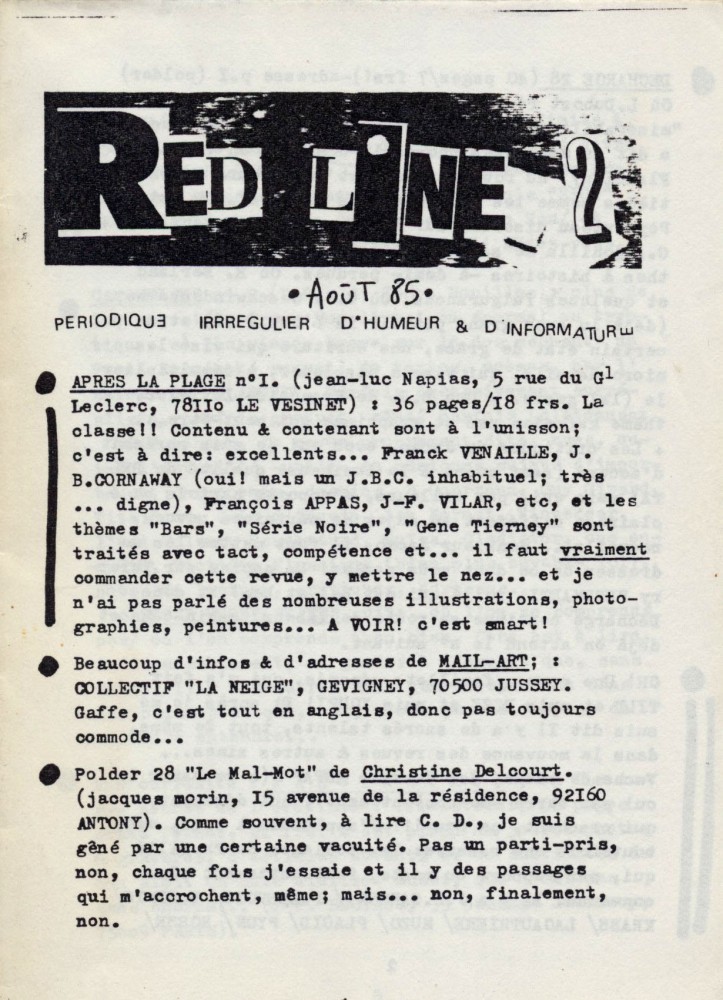 RED LINE_2
•AOÛT 85•
PERIODIQUE IRRREGULIER D'HUMEUR & D'INFORMATURE
APRES LA PLAGE n°I. (jean-luc Napias, 5 rue du Gl
Leclerc, 78IIo LE VESINET) : 36 pages/I8 frs. La
classe!! Contenu & contenant sont à l'unisson;
c'est à dire: excellents... Franck VENAILLE, J.
B.CORNAWAY (oui! mais un J.B.C. inhabituel; très
... digne), François APPAS, J-F. VILAR, etc, et les
thèmes "Bars", "Série Noire", "Gene Tierney" sont
traités avec tact, compétence et... il faut vraiment
commander cette revue, y mettre le nez... et je
n'ai pas parlé des nombreuses illustrations, photo-
graphies, peintures... A VOIR! c'est smart!
Beaucoup d'infos & d'adresses de MAIL-ART; :
COLLECTIF "LA NEIGE", GEVIGNEY, 70500 JUSSEY.
Gaffe, c'est tout en anglais, donc pas toujours
commode...
Polder 28 "Le Mal-Mot" de Christine Delcourt.
(jacques morin, I5 avenue de la résidence, 92I60
ANTONY). Comme souvent, à lire C. D., je suis
gêné par une certaine vacuité. Pas un parti-pris,
non, chaque fois j'essaie et il y des passages
qui m'accrochent, même; mais... non, finalement,
non.